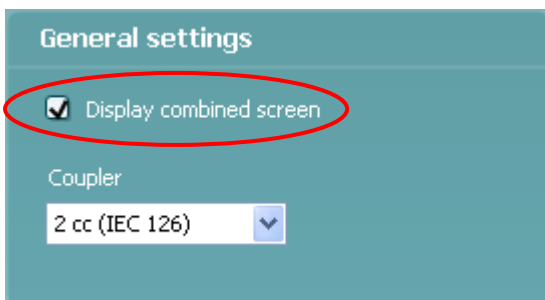 General settings
Display combined screen
Coupler
2 cc (IEC 126)